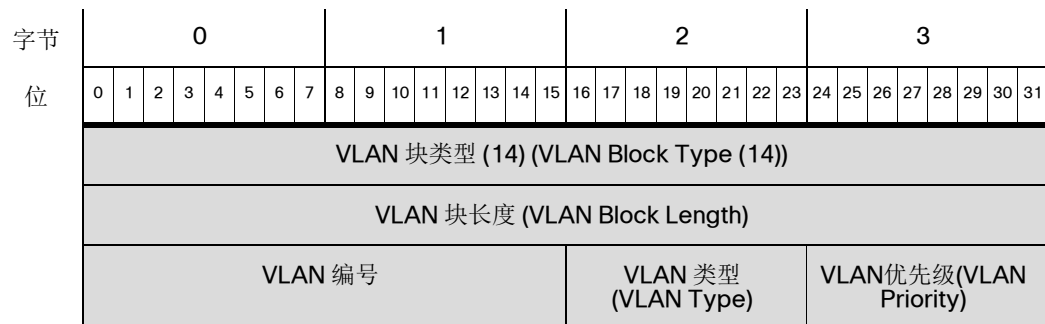 字节 0 1 2 3
位 0 1 2 3 4 5 6 7 8 9 10 11 12 13 14 15 16 17 18 19 20 21 22 23 24 25 26 27 28 29 30 31
VLAN 块类型 (14) (VLAN Block Type (14))
VLAN 块长度 (VLAN Block Length)
VLAN 编号
VLAN 类型
(VLAN Type)
VLAN优先级(VLAN
Priority)